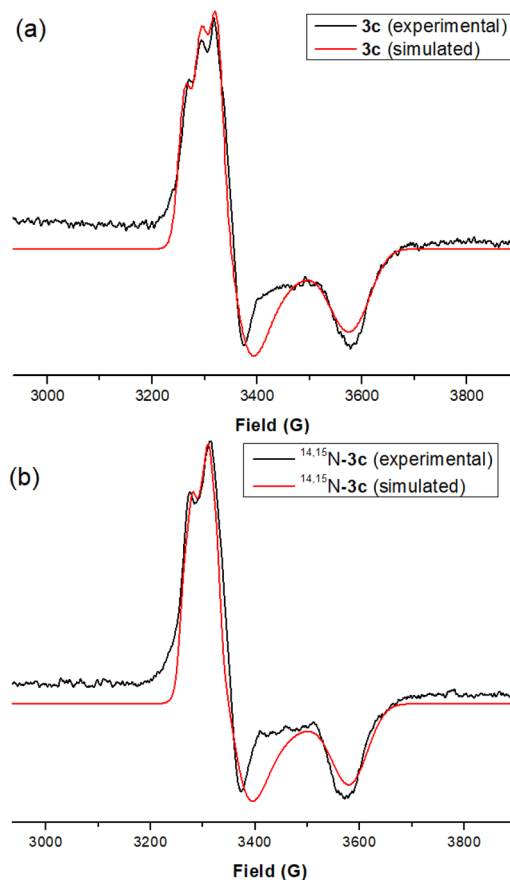 (a)
3c (experimental)
3c (simulated)
3000 3200 3400 3600 3800
Field (G)
(b)
14,15N-3c (experimental)
14,15N-3c (simulated)
3000 3200 3400 3600 3800
Field (G)